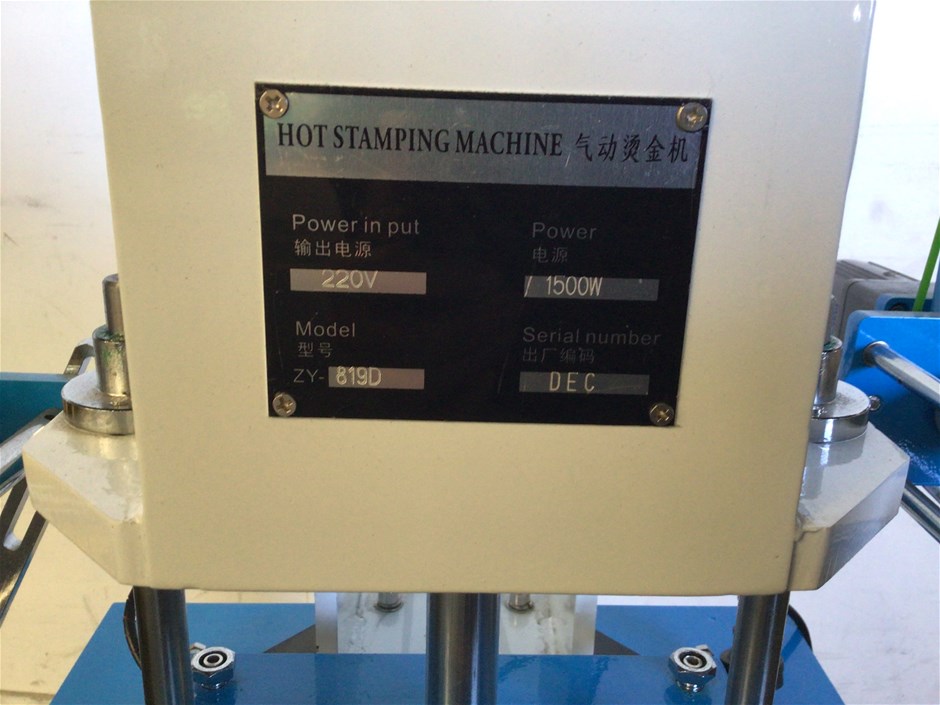 HOT STAMPING MACHINE 气动烫金机
Power in put
输出电源
220V
Power
电源
/ 1500W
Model
型号
ZY-819D
Serial number
出厂编码
DEC